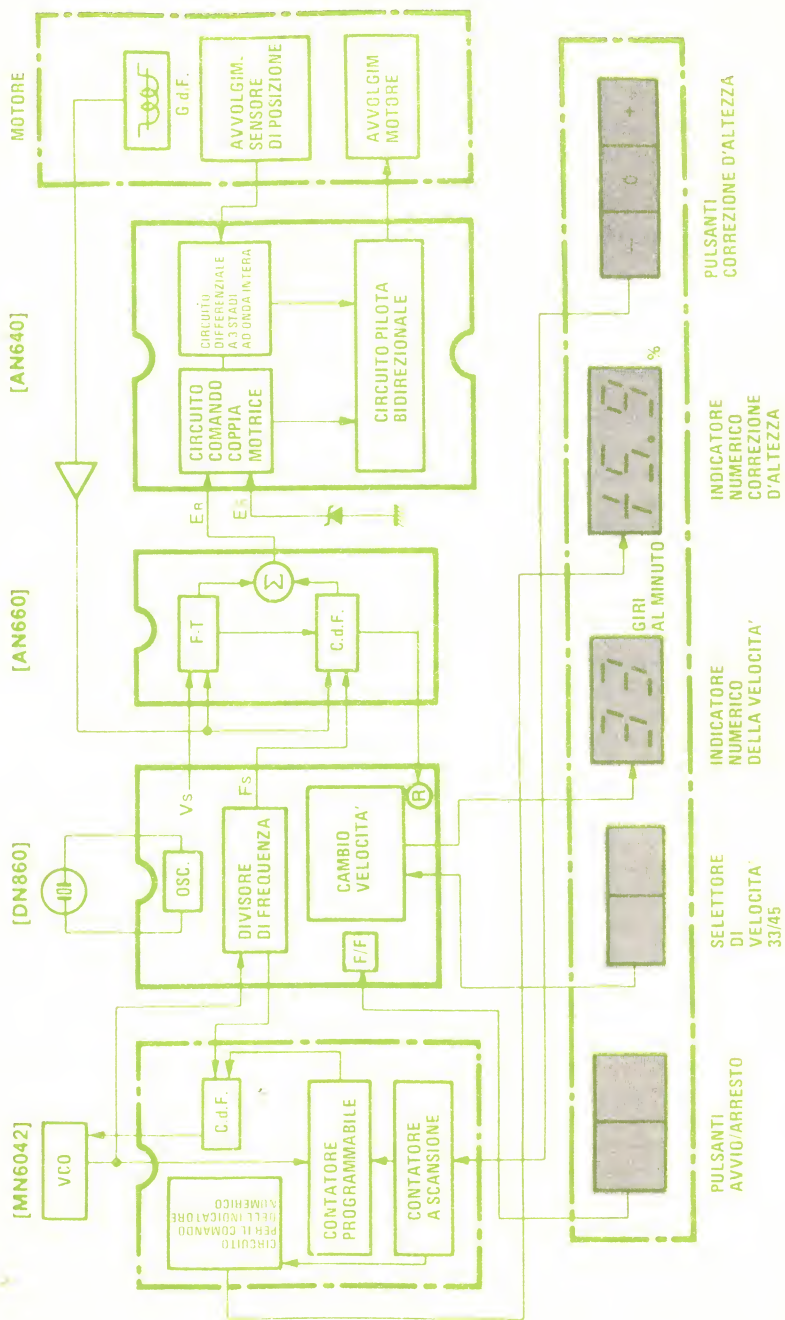 MOTORE
G d.F.
AVVOLGIM.
SENSORE
DI POSIZIONE
AVVOLGIM
MOTORE
[AN640]
CIRCUITO
DIFFERENZIALE
A 3 STADI
AD ONDA INTERA
CIRCUITO
COMANDO
COPPIA
MOTRICE
CIRCUITO PILOTA
BIDIREZIONALE
ER
[AN660]
F-T
Σ
C.d.F.
[DN860]
VS
FS
OSC.
DIVISORE
DI FREQUENZA
CAMBIO
VELOCITA'
R
F/F
[MN6042]
VCO
C.d.F.
CIRCUITO
PER IL COMANDO
DELL INDICATORE
NUMERICO
CONTATORE
PROGRAMMABILE
CONTATORE
A SCANSIONE
PULSANTI
AVVIO/ARRESTO
SELETTORE
DI
VELOCITA'
33/45
33
GIRI
AL MINUTO
INDICATORE
NUMERICO
DELLA VELOCITA'
%
INDICATORE
NUMERICO
CORREZIONE
D'ALTEZZA
0 +
PULSANTI
CORREZIONE D'ALTEZZA